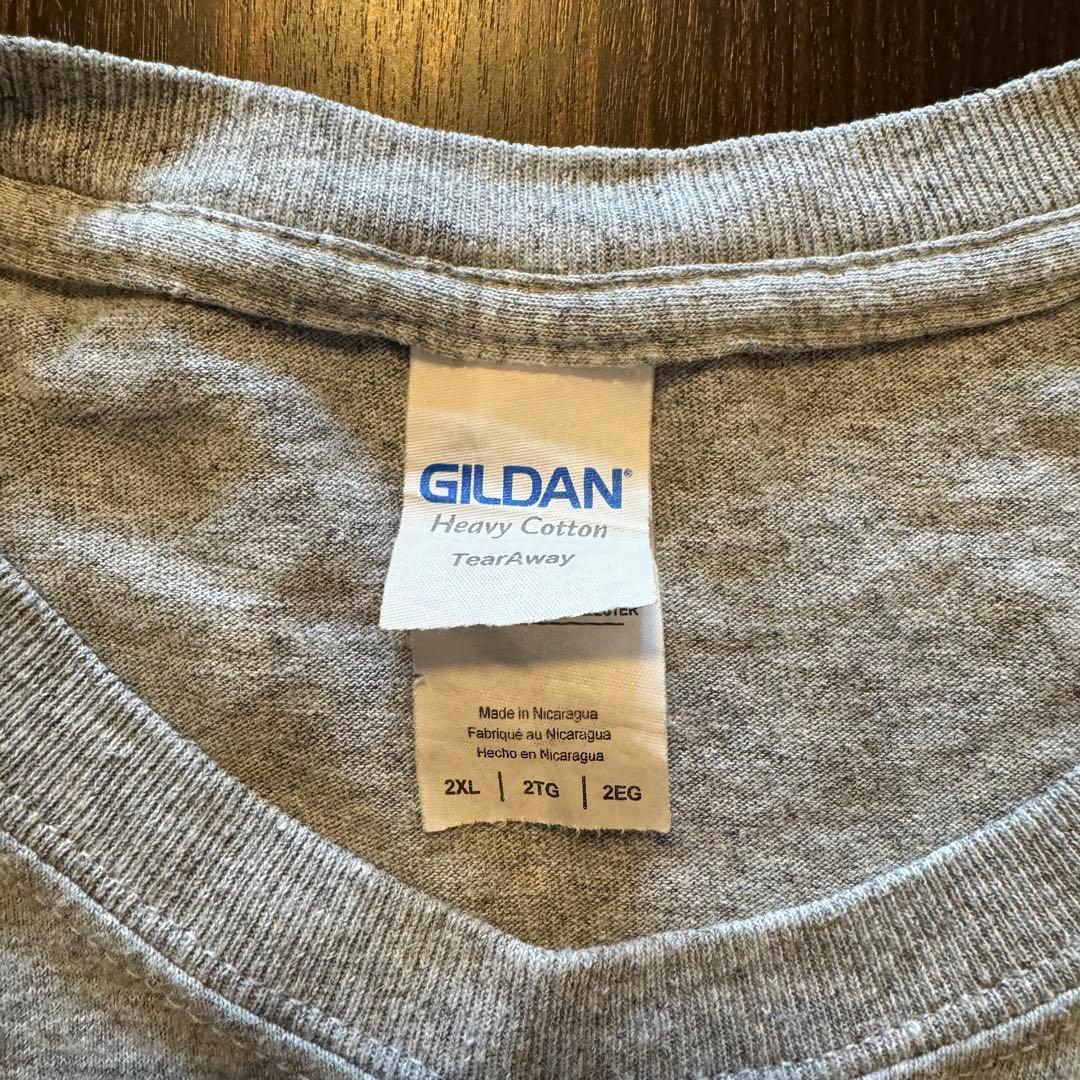 GILDAN®
Heavy Cotton
TearAway
Made in Nicaragua
Fabriqué au Nicaragua
Hecho en Nicaragua
2XL | 2TG | 2EG